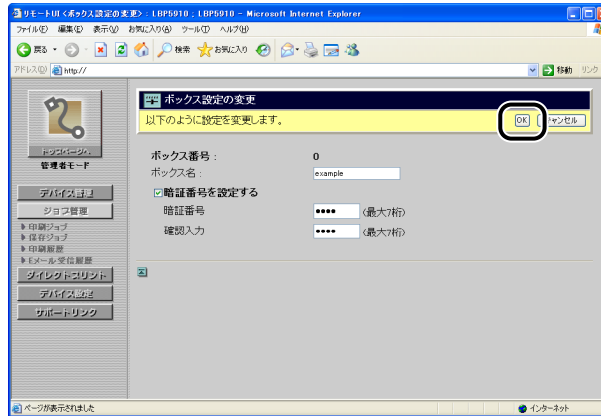 リモートUI <ボックス設定の変更> : LBP5910 ; LBP5910 - Microsoft Internet Explorer
ファイル(F) 編集(E) 表示(V) お気に入り(A) ツール(T) ヘルプ(H)
戻る 検索 お気に入り
アドレス(D) http:// 移動 リンク
ボックス設定の変更
以下のように設定を変更します。
OK キャンセル
トップページへ
管理者モード
デバイス管理
ジョブ管理
印刷ジョブ
保存ジョブ
印刷履歴
Eメール受信履歴
ダイレクトプリント
デバイス設定
サポートリンク
ボックス番号 : 0
ボックス名 : example
暗証番号を設定する
暗証番号 •••• (最大7桁)
確認入力 •••• (最大7桁)
ページが表示されました インターネット